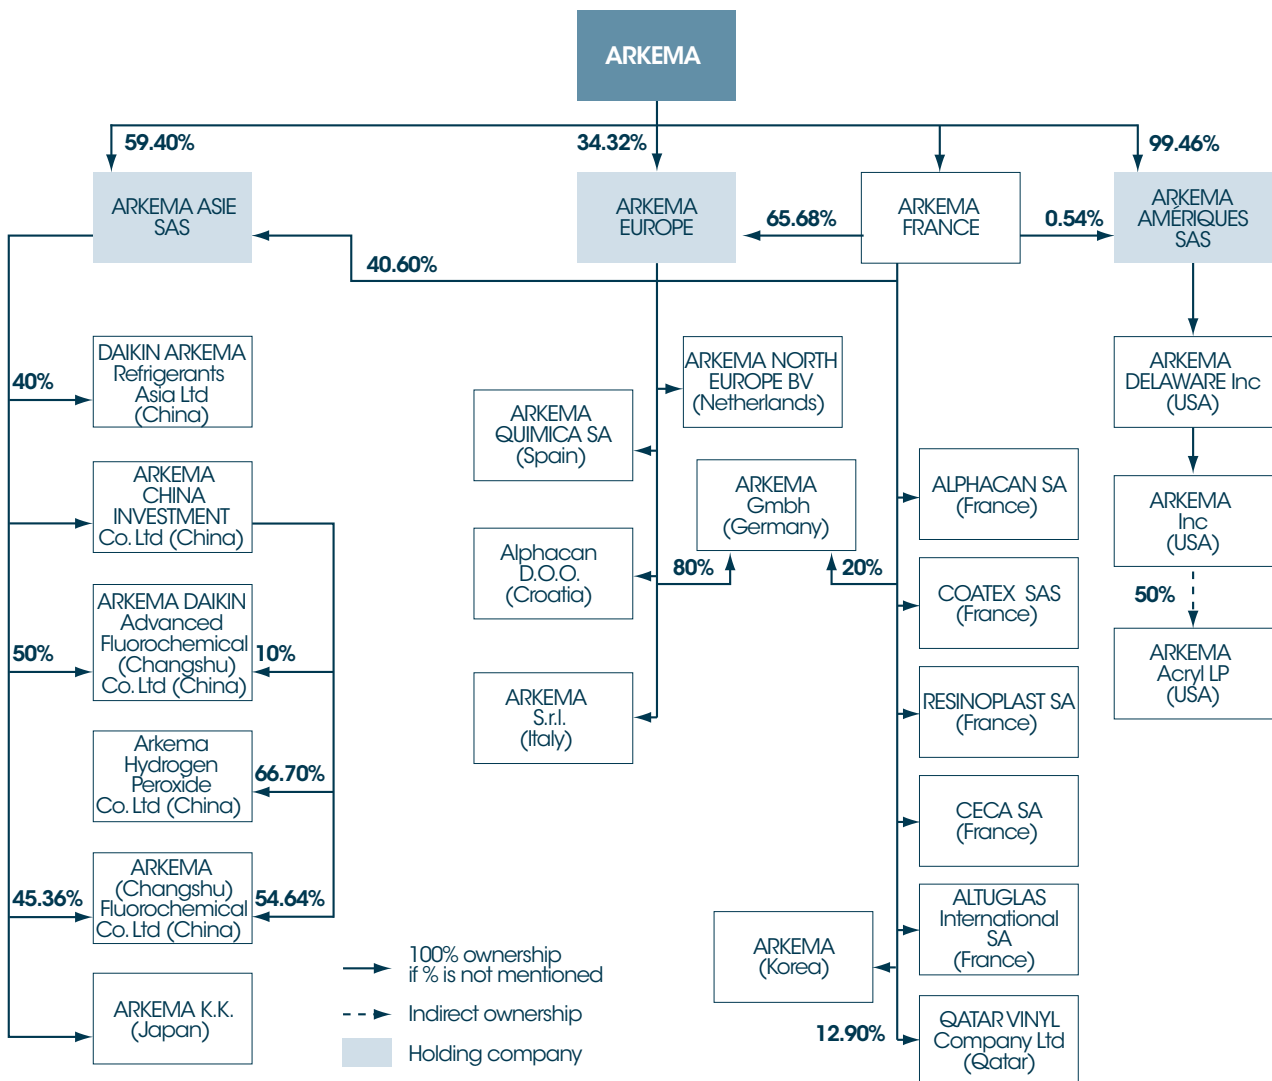 ARKEMA
59.40%
34.32%
99.46%
ARKEMA ASIE
SAS
ARKEMA
EUROPE
65.68%
ARKEMA
FRANCE
0.54%
ARKEMA
AMÉRIQUES
SAS
40.60%
DAIKIN ARKEMA
Refrigerants
Asia Ltd
(China)
40%
ARKEMA
CHINA
INVESTMENT
Co. Ltd (China)
ARKEMA DAIKIN
Advanced
Fluorochemical
(Changshu)
Co. Ltd (China)
50%
10%
Arkema
Hydrogen
Peroxide
Co. Ltd (China)
66.70%
ARKEMA
(Changshu)
Fluorochemical
Co. Ltd (China)
45.36%
54.64%
ARKEMA K.K.
(Japan)
ARKEMA NORTH
EUROPE BV
(Netherlands)
ARKEMA
QUIMICA SA
(Spain)
ARKEMA
Gmbh
(Germany)
80%
20%
Alphacan
D.O.O.
(Croatia)
ARKEMA
S.r.l.
(Italy)
ALPHACAN SA
(France)
COATEX SAS
(France)
RESINOPLAST SA
(France)
CECA SA
(France)
ALTUGLAS
International
SA
(France)
ARKEMA
(Korea)
12.90%
QATAR VINYL
Company Ltd
(Qatar)
ARKEMA
DELAWARE Inc
(USA)
ARKEMA
Inc
(USA)
50%
ARKEMA
Acryl LP
(USA)
100% ownership
if % is not mentioned
Indirect ownership
Holding company